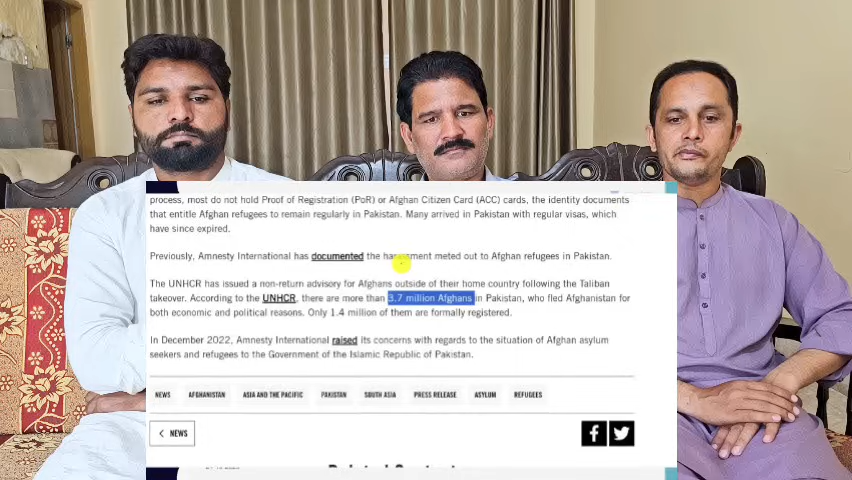 process, most do not hold Proof of Registration (PoR) or Afghan Citizen Card (ACC) cards, the identity documents
that entitle Afghan refugees to remain regularly in Pakistan. Many arrived in Pakistan with regular visas, which
have since expired.
Previously, Amnesty International has documented the harassment meted out to Afghan refugees in Pakistan.
The UNHCR has issued a non-return advisory for Afghans outside of their home country following the Taliban
takeover. According to the UNHCR, there are more than 3.7 million Afghans in Pakistan, who fled Afghanistan for
both economic and political reasons. Only 1.4 million of them are formally registered.
In December 2022, Amnesty International raised its concerns with regards to the situation of Afghan asylum
seekers and refugees to the Government of the Islamic Republic of Pakistan.
NEWS AFGHANISTAN ASIA AND THE PACIFIC PAKISTAN SOUTH ASIA PRESS RELEASE ASYLUM REFUGEES
< NEWS